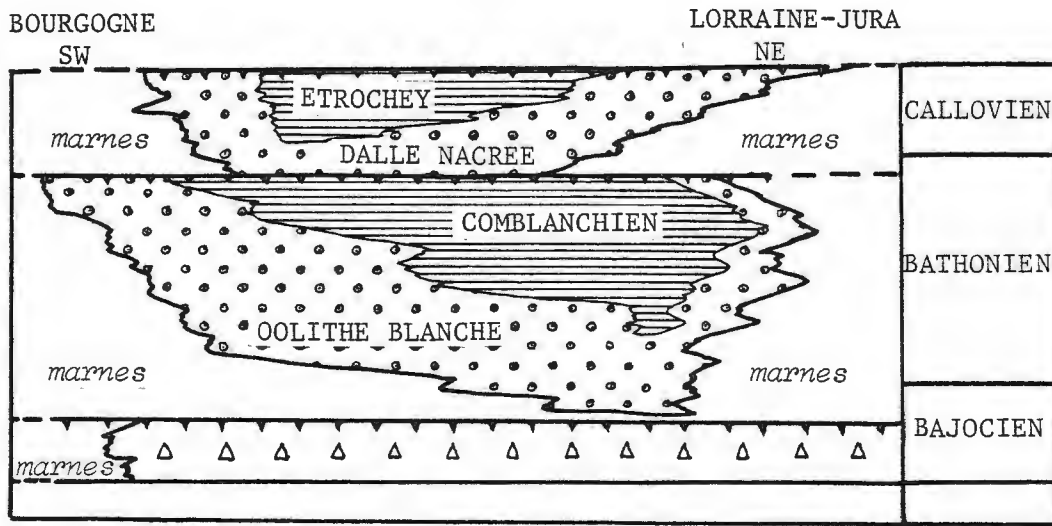 BOURGOGNE
SW
LORRAINE-JURA
NE
ETROCHEY
CALLOVIEN
marnes
marnes
DALLE NACREE
COMBLANCHIEN
BATHONIEN
OOLITHE BLANCHE
marnes
marnes
BAJOCIEN
marnes